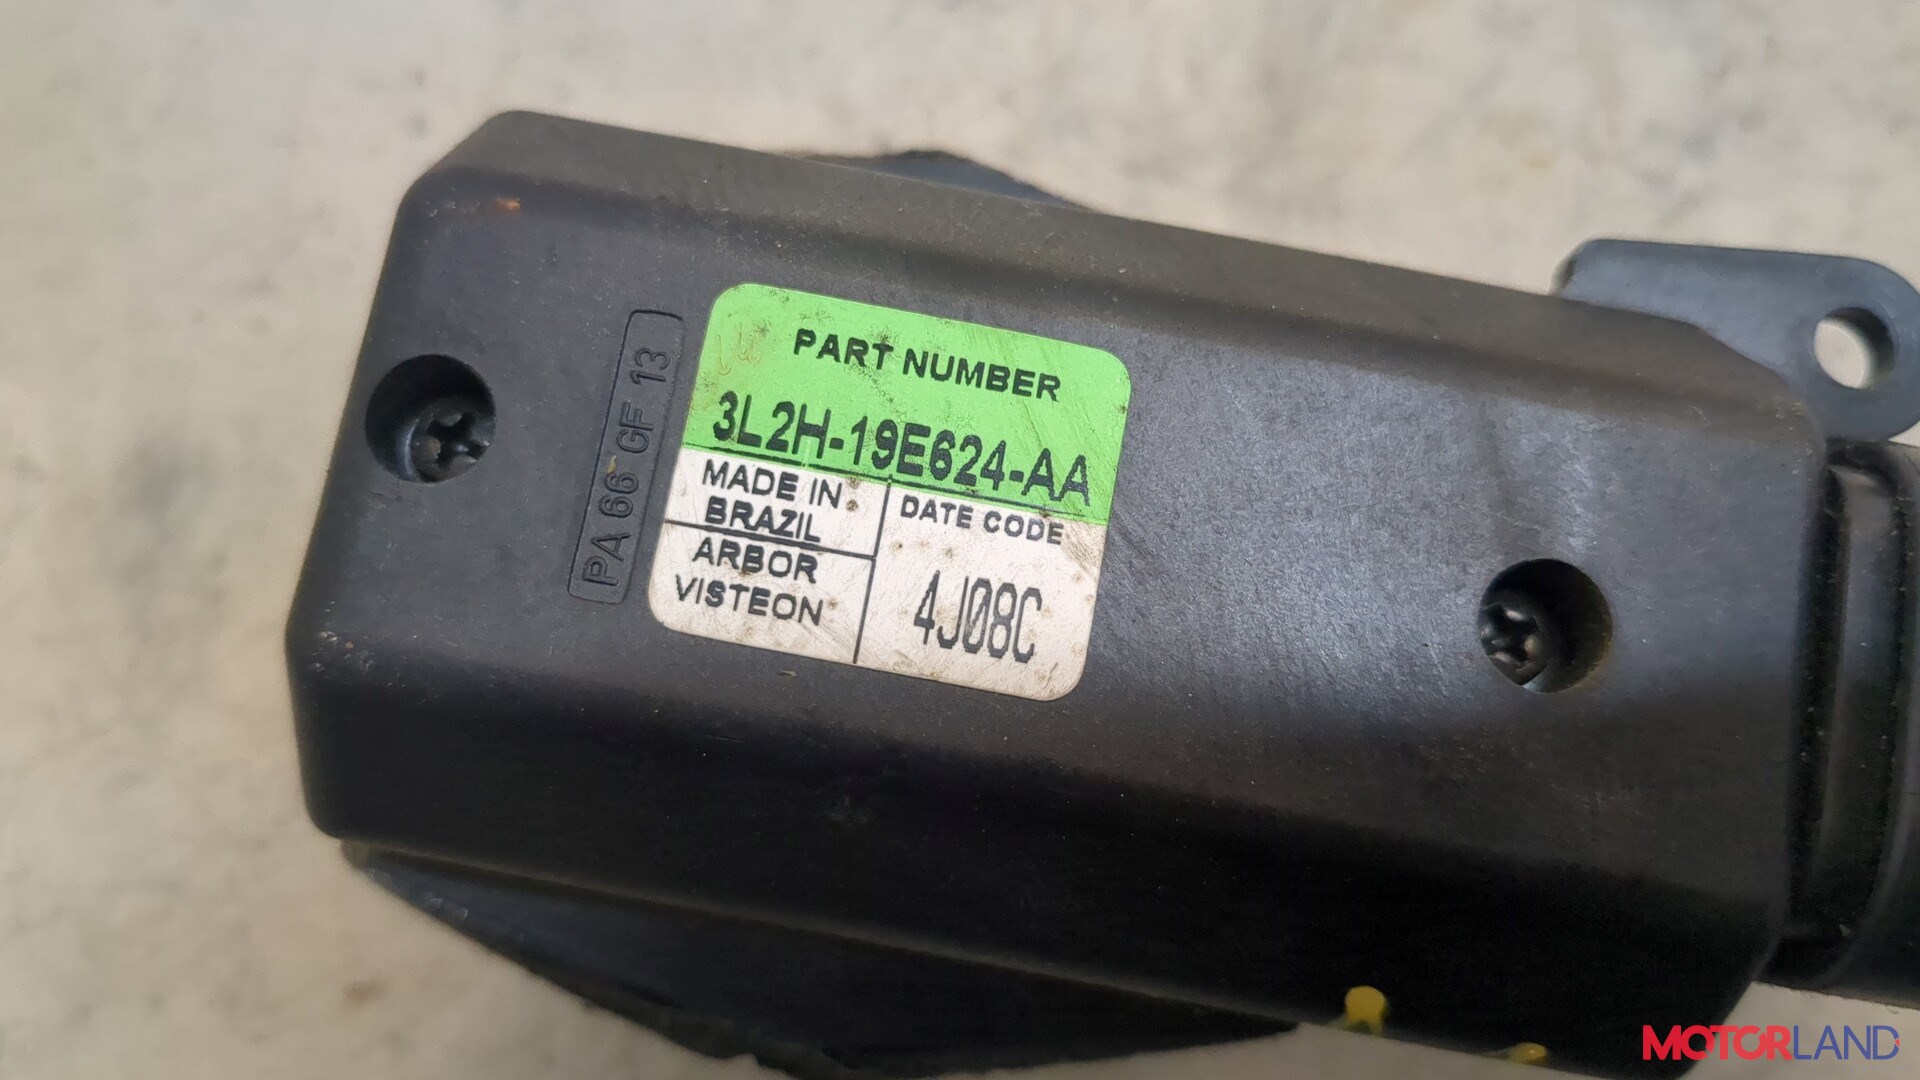 PA 66 GF 13
PART NUMBER
3L2H-19E624-AA
MADE IN
BRAZIL
ARBOR
VISTEON
DATE CODE
4J08C
MOTORLAND